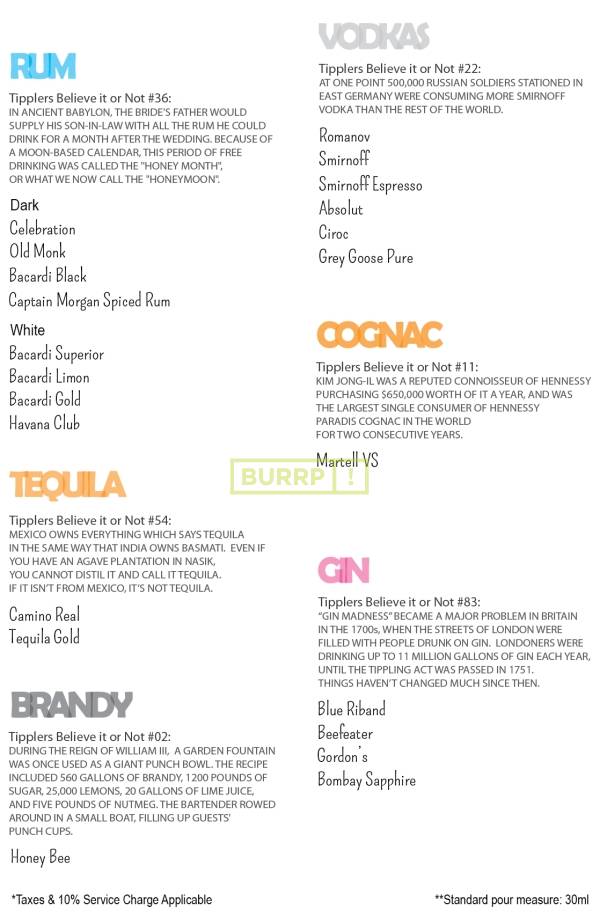 RUM
Tipplers Believe it or Not #36:
IN ANCIENT BABYLON, THE BRIDE'S FATHER WOULD
SUPPLY HIS SON-IN-LAW WITH ALL THE RUM HE COULD
DRINK FOR A MONTH AFTER THE WEDDING. BECAUSE OF
A MOON-BASED CALENDAR, THIS PERIOD OF FREE
DRINKING WAS CALLED THE "HONEY MONTH",
OR WHAT WE NOW CALL THE "HONEYMOON".
Dark
Celebration
Old Monk
Bacardi Black
Captain Morgan Spiced Rum
White
Bacardi Superior
Bacardi Limon
Bacardi Gold
Havana Club
TEQUILA
Tipplers Believe it or Not #54:
MEXICO OWNS EVERYTHING WHICH SAYS TEQUILA
IN THE SAME WAY THAT INDIA OWNS BASMATI. EVEN IF
YOU HAVE AN AGAVE PLANTATION IN NASIK,
YOU CANNOT DISTIL IT AND CALL IT TEQUILA.
IF IT ISN'T FROM MEXICO, IT'S NOT TEQUILA.
Camino Real
Tequila Gold
BRANDY
Tipplers Believe it or Not #02:
DURING THE REIGN OF WILLIAM III, A GARDEN FOUNTAIN
WAS ONCE USED AS A GIANT PUNCH BOWL. THE RECIPE
INCLUDED 560 GALLONS OF BRANDY, 1200 POUNDS OF
SUGAR, 25,000 LEMONS, 20 GALLONS OF LIME JUICE,
AND FIVE POUNDS OF NUTMEG. THE BARTENDER ROWED
AROUND IN A SMALL BOAT, FILLING UP GUESTS'
PUNCH CUPS.
Honey Bee
VODKAS
Tipplers Believe it or Not #22:
AT ONE POINT 500,000 RUSSIAN SOLDIERS STATIONED IN
EAST GERMANY WERE CONSUMING MORE SMIRNOFF
VODKA THAN THE REST OF THE WORLD.
Romanov
Smirnoff
Smirnoff Espresso
Absolut
Ciroc
Grey Goose Pure
COGNAC
Tipplers Believe it or Not #11:
KIM JONG-IL WAS A REPUTED CONNOISSEUR OF HENNESSY
PURCHASING $650,000 WORTH OF IT A YEAR, AND WAS
THE LARGEST SINGLE CONSUMER OF HENNESSY
PARADIS COGNAC IN THE WORLD
FOR TWO CONSECUTIVE YEARS.
Martell VS
BURRP!
GIN
Tipplers Believe it or Not #83:
"GIN MADNESS" BECAME A MAJOR PROBLEM IN BRITAIN
IN THE 1700s, WHEN THE STREETS OF LONDON WERE
FILLED WITH PEOPLE DRUNK ON GIN. LONDONERS WERE
DRINKING UP TO 11 MILLION GALLONS OF GIN EACH YEAR,
UNTIL THE TIPPLING ACT WAS PASSED IN 1751.
THINGS HAVEN'T CHANGED MUCH SINCE THEN.
Blue Riband
Beefeater
Gordon's
Bombay Sapphire
*Taxes & 10% Service Charge Applicable
**Standard pour measure: 30ml